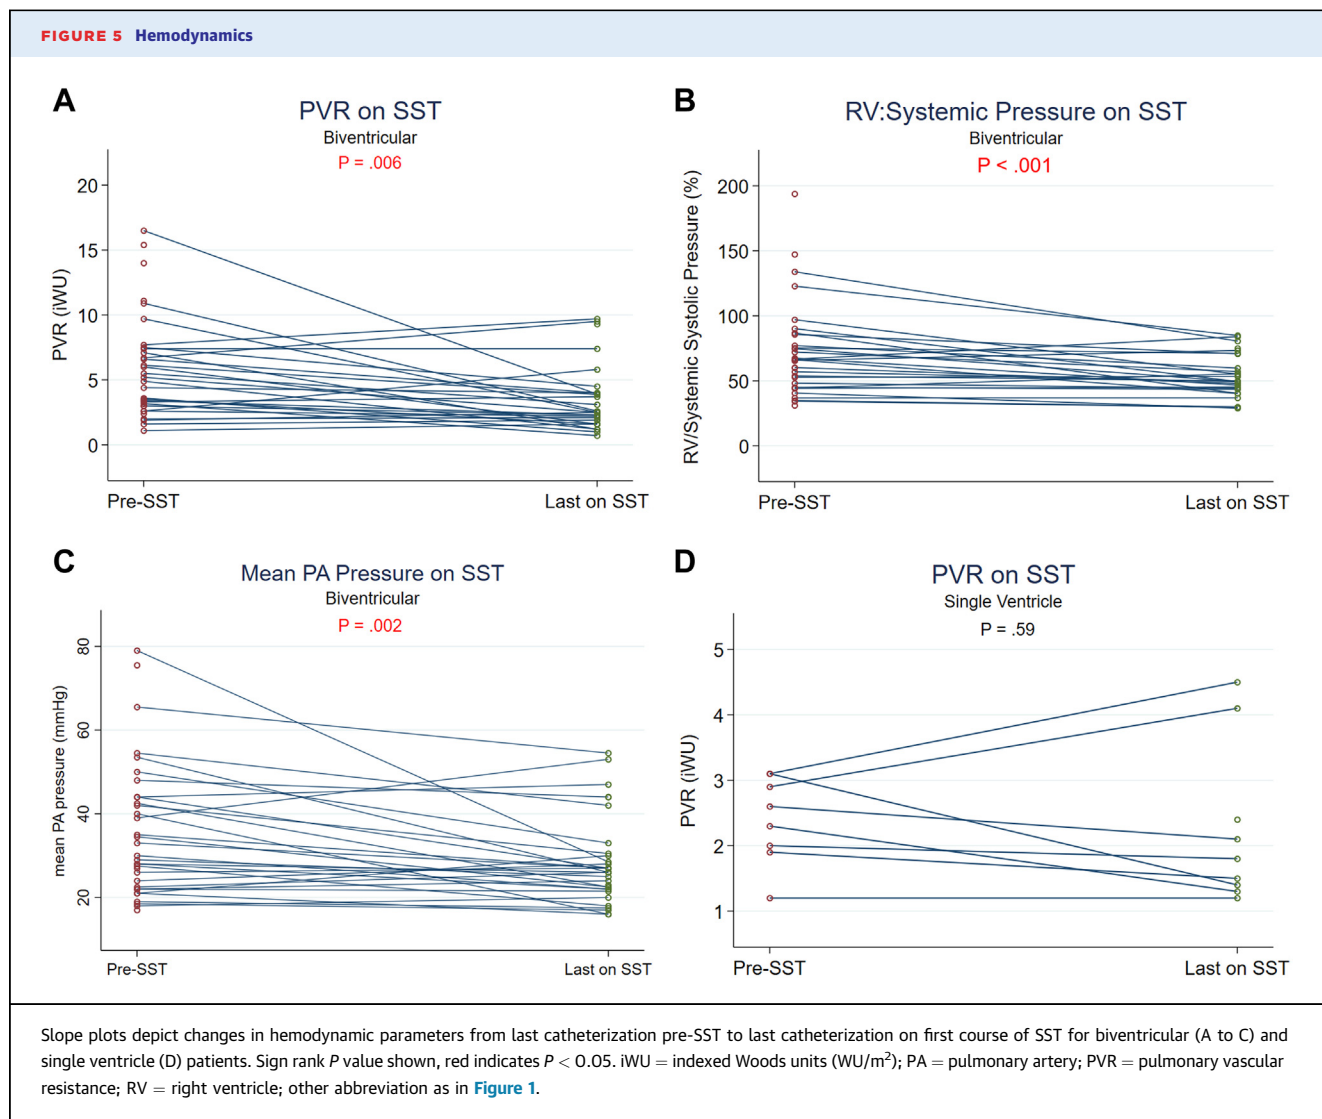 FIGURE 5 Hemodynamics
A
PVR on SST
Biventricular
P = .006
PVR (iWU)
20
15
10
5
0
Pre-SST
Last on SST
B
RV:Systemic Pressure on SST
Biventricular
P < .001
RV/Systemic Systolic Pressure (%)
200
150
100
50
0
Pre-SST
Last on SST
C
Mean PA Pressure on SST
Biventricular
P = .002
mean PA pressure (mmHg)
80
60
40
20
Pre-SST
Last on SST
D
PVR on SST
Single Ventricle
P = .59
PVR (iWU)
5
4
3
2
1
Pre-SST
Last on SST
Slope plots depict changes in hemodynamic parameters from last catheterization pre-SST to last catheterization on first course of SST for biventricular (A to C) and
single ventricle (D) patients. Sign rank P value shown, red indicates P < 0.05. iWU = indexed Woods units (WU/m²); PA = pulmonary artery; PVR = pulmonary vascular
resistance; RV = right ventricle; other abbreviation as in Figure 1.